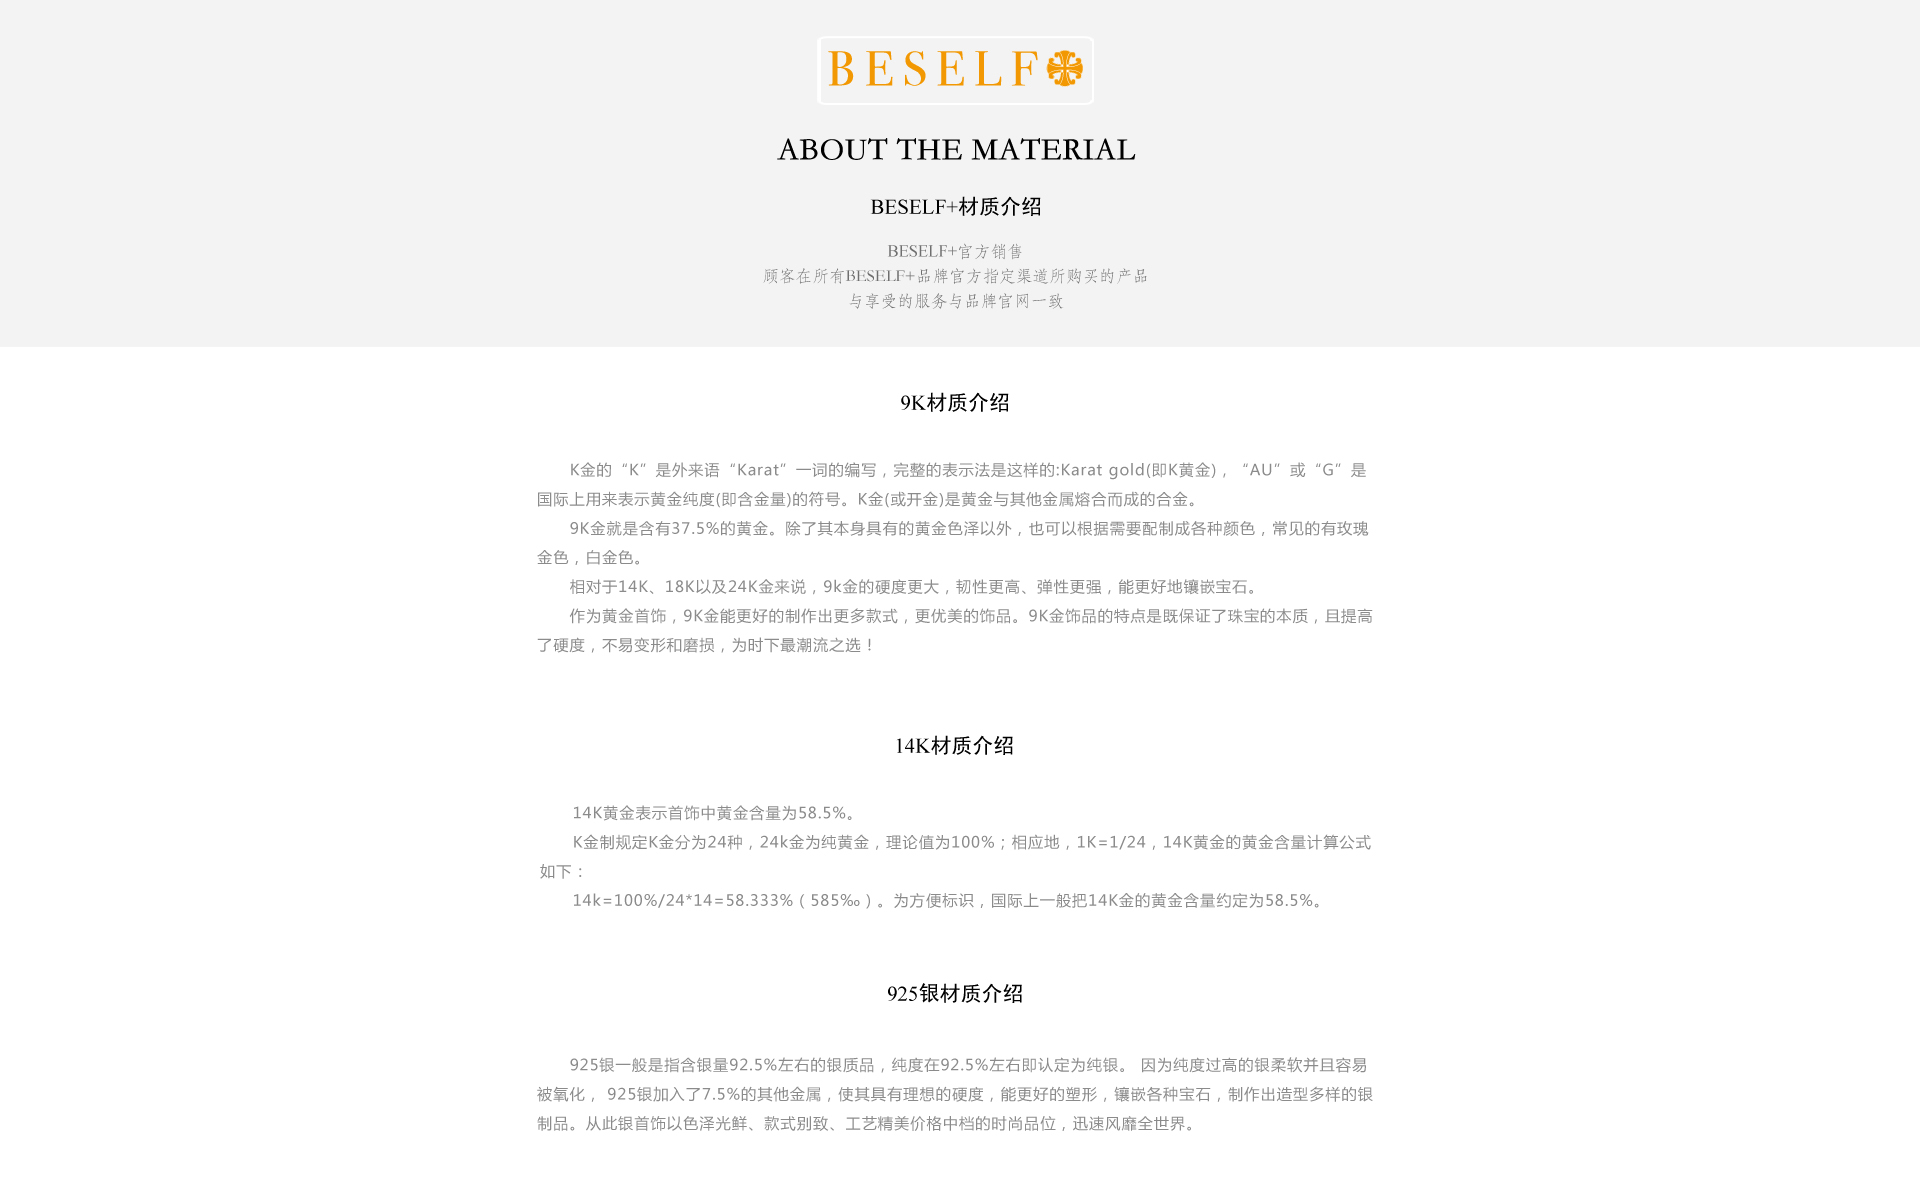 BESELF
ABOUT THE MATERIAL
BESELF+材质介绍
BESELF+官方销售
顾客在所有BESELF+品牌官方指定渠道所购买的产品
与享受的服务与品牌官网一致
9K材质介绍
K金的“K”是外来语“Karat”一词的编写，完整的表示法是这样的:Karat gold(即K黄金)，“AU”或“G”是
国际上用来表示黄金纯度(即含金量)的符号。K金(或开金)是黄金与其他金属熔合而成的合金。
9K金就是含有37.5%的黄金。除了其本身具有的黄金色泽以外，也可以根据需要配制成各种颜色，常见的有玫瑰
金色，白金色。
相对于14K、18K以及24K金来说，9k金的硬度更大，韧性更高、弹性更强，能更好地镶嵌宝石。
作为黄金首饰，9K金能更好的制作出更多款式，更优美的饰品。9K金饰品的特点是既保证了珠宝的本质，且提高
了硬度，不易变形和磨损，为时下最潮流之选！
14K材质介绍
14K黄金表示首饰中黄金含量为58.5%。
K金制规定K金分为24种，24k金为纯黄金，理论值为100%；相应地，1K=1/24，14K黄金的黄金含量计算公式
如下：
14k=100%/24*14=58.333%（585‰）。为方便标识，国际上一般把14K金的黄金含量约定为58.5%。
925银材质介绍
925银一般是指含银量92.5%左右的银质品，纯度在92.5%左右即认定为纯银。 因为纯度过高的银柔软并且容易
被氧化， 925银加入了7.5%的其他金属，使其具有理想的硬度，能更好的塑形，镶嵌各种宝石，制作出造型多样的银
制品。从此银首饰以色泽光鲜、款式别致、工艺精美价格中档的时尚品位，迅速风靡全世界。